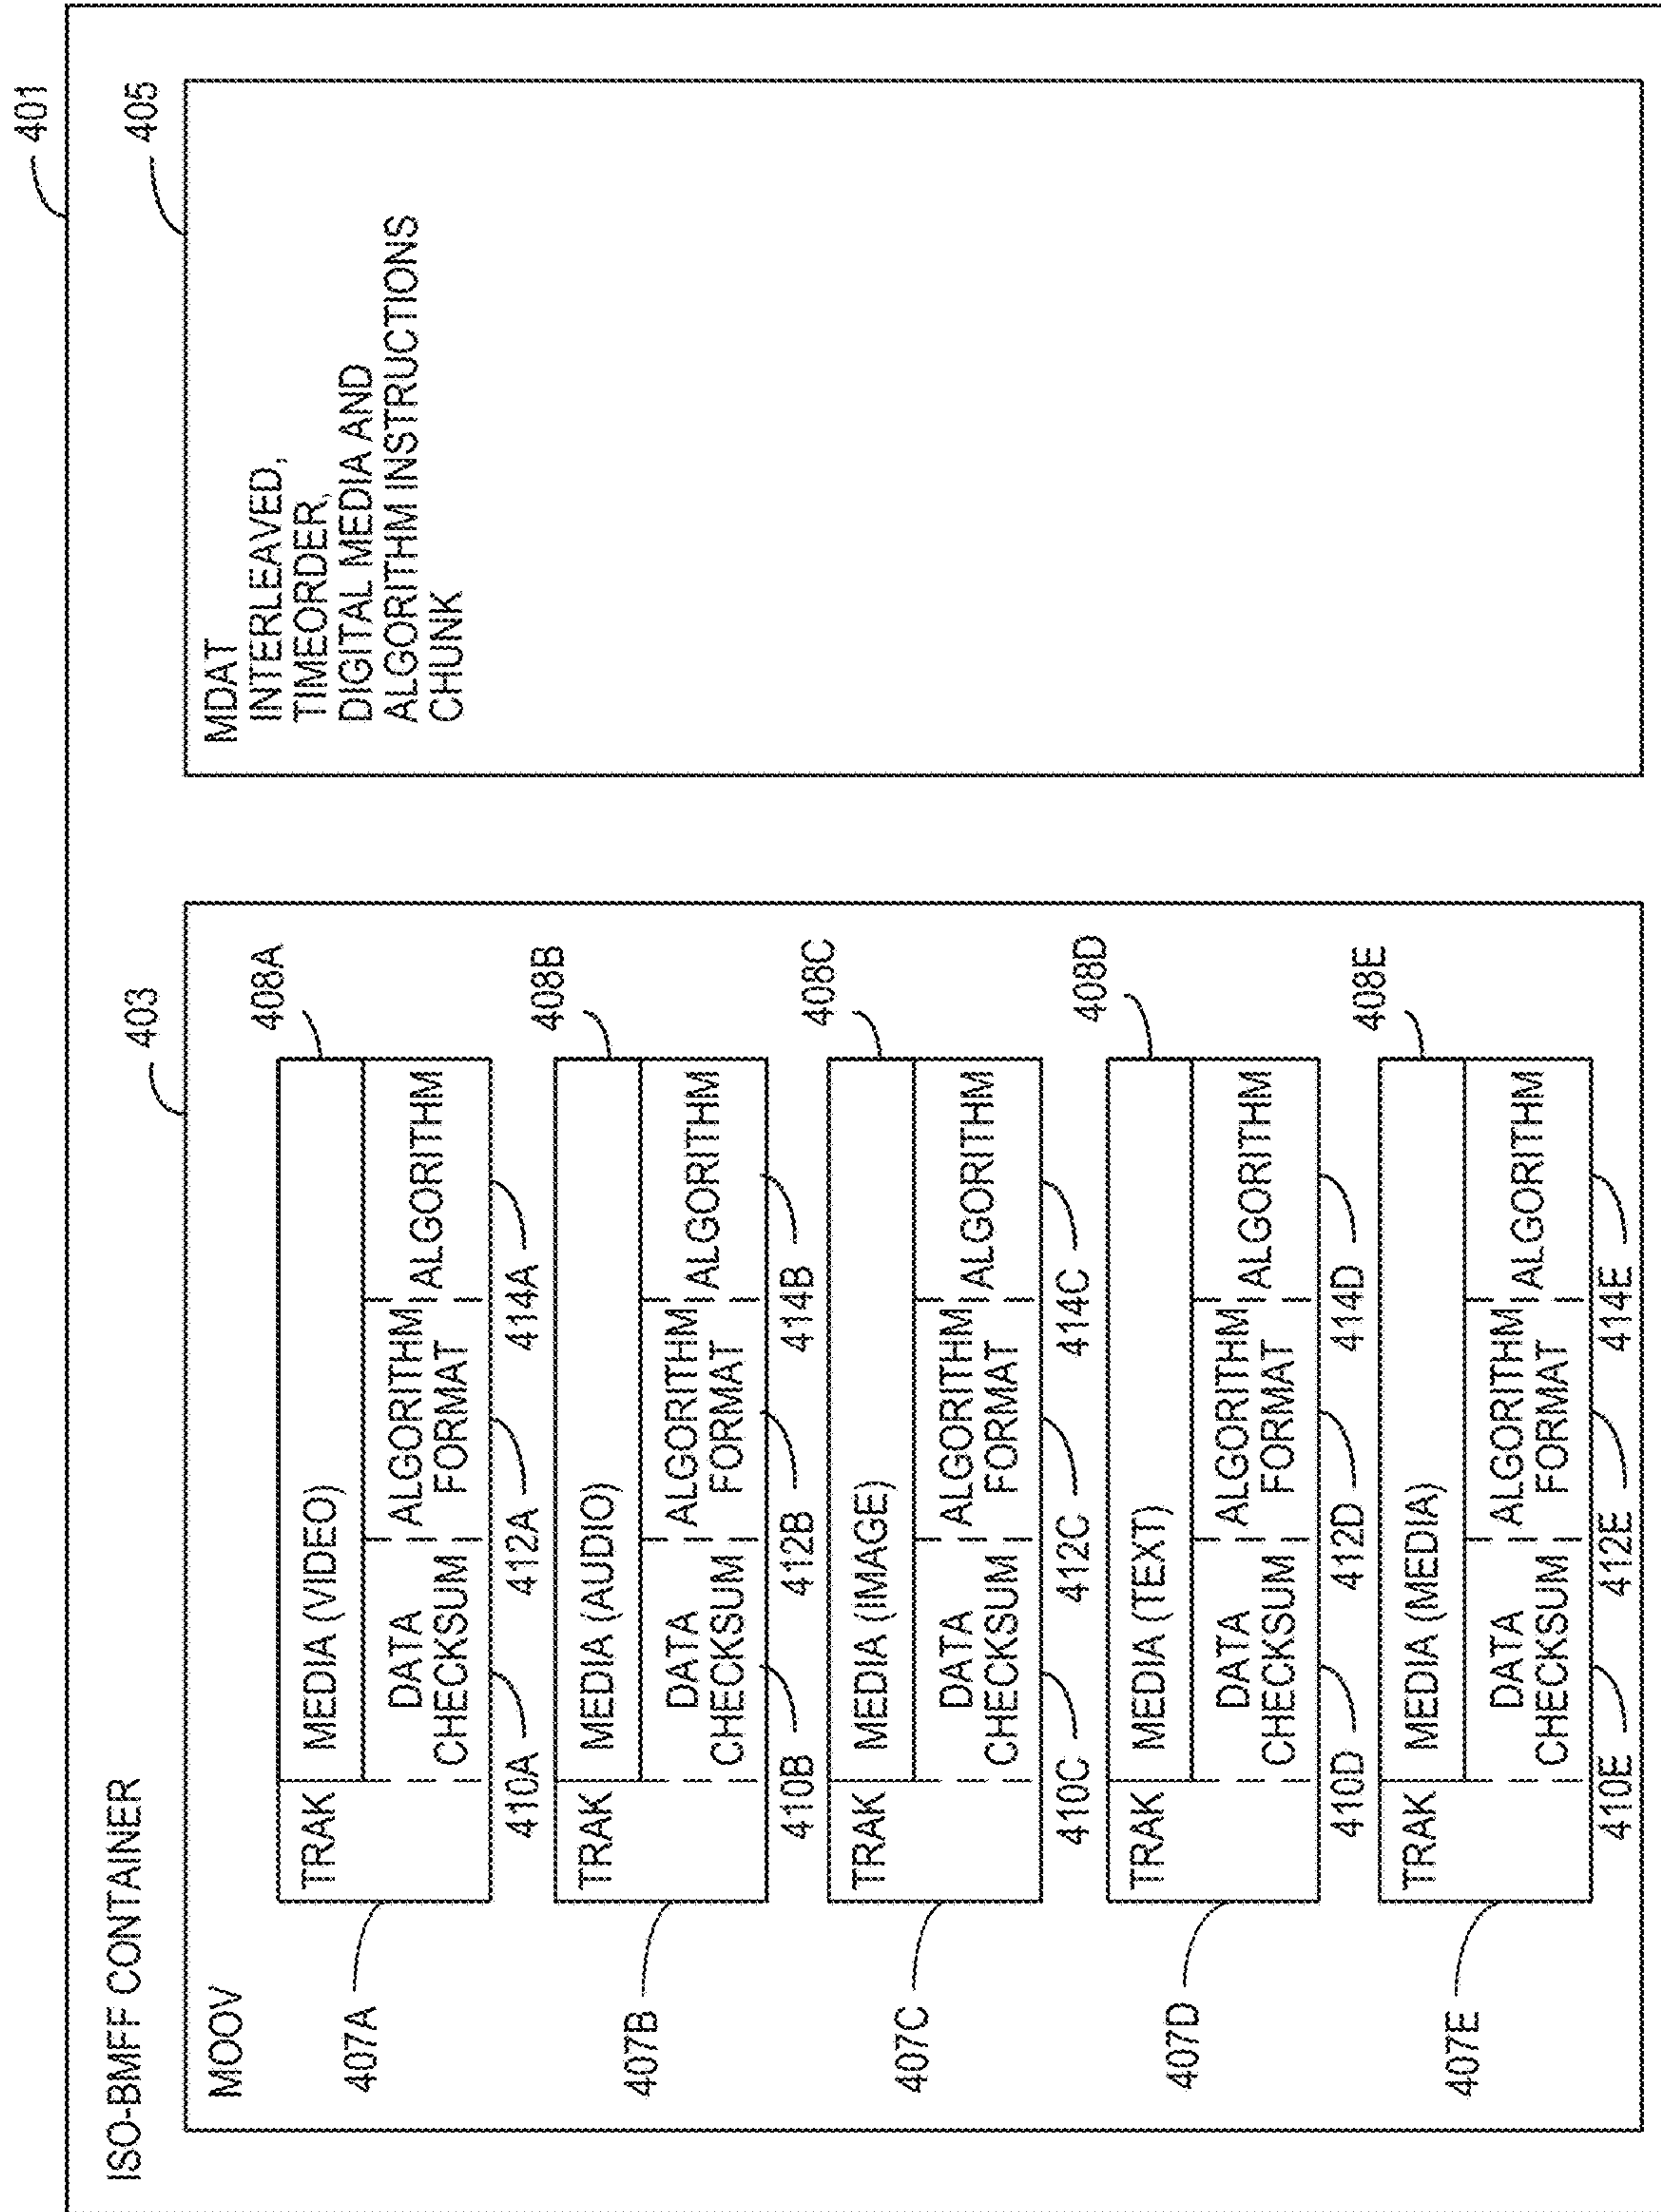 ISO-BMFF CONTAINER
401
MOOV
403
407A
TRAK
MEDIA (VIDEO)
408A
DATA
CHECKSUM
ALGORITHM
FORMAT
ALGORITHM
410A
412A
414A
407B
TRAK
MEDIA (AUDIO)
408B
DATA
CHECKSUM
ALGORITHM
FORMAT
ALGORITHM
410B
412B
414B
407C
TRAK
MEDIA (IMAGE)
408C
DATA
CHECKSUM
ALGORITHM
FORMAT
ALGORITHM
410C
412C
414C
407D
TRAK
MEDIA (TEXT)
408D
DATA
CHECKSUM
ALGORITHM
FORMAT
ALGORITHM
410D
412D
414D
407E
TRAK
MEDIA (MEDIA)
408E
DATA
CHECKSUM
ALGORITHM
FORMAT
ALGORITHM
410E
412E
414E
405
MDAT
INTERLEAVED,
TIMEORDER,
DIGITAL MEDIA AND
ALGORITHM INSTRUCTIONS
CHUNK